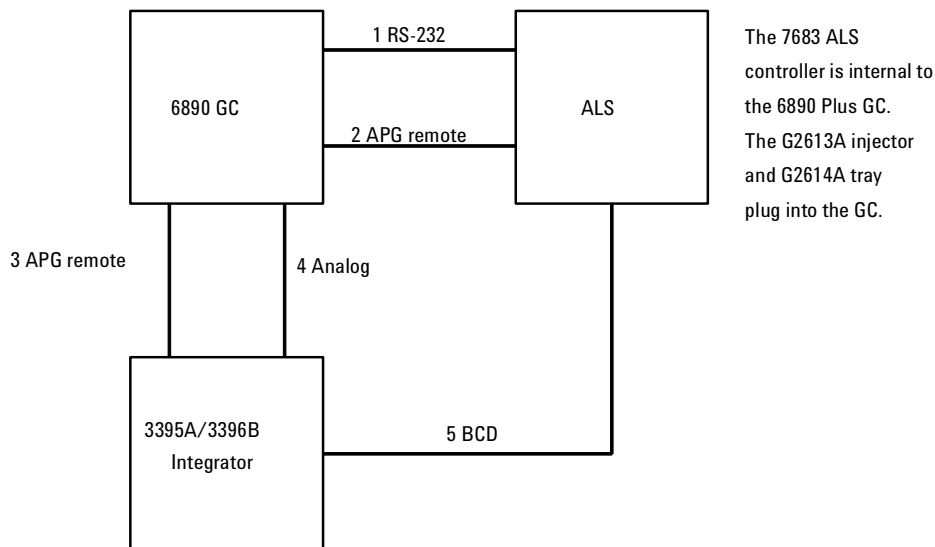 1 RS-232
6890 GC
ALS
2 APG remote
The 7683 ALS
controller is internal to
the 6890 Plus GC.
The G2613A injector
and G2614A tray
plug into the GC.
3 APG remote
4 Analog
3395A/3396B
Integrator
5 BCD